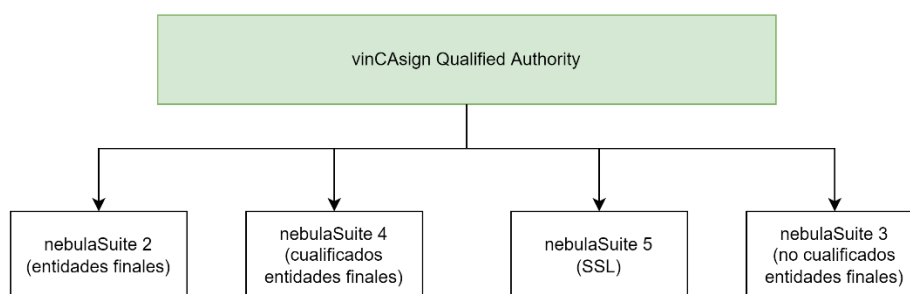 vinCAsign Qualified Authority
nebulaSuite 2
(entidades finales)
nebulaSuite 4
(cualificados
entidades finales)
nebulaSuite 5
(SSL)
nebulaSuite 3
(no cualificados
entidades finales)